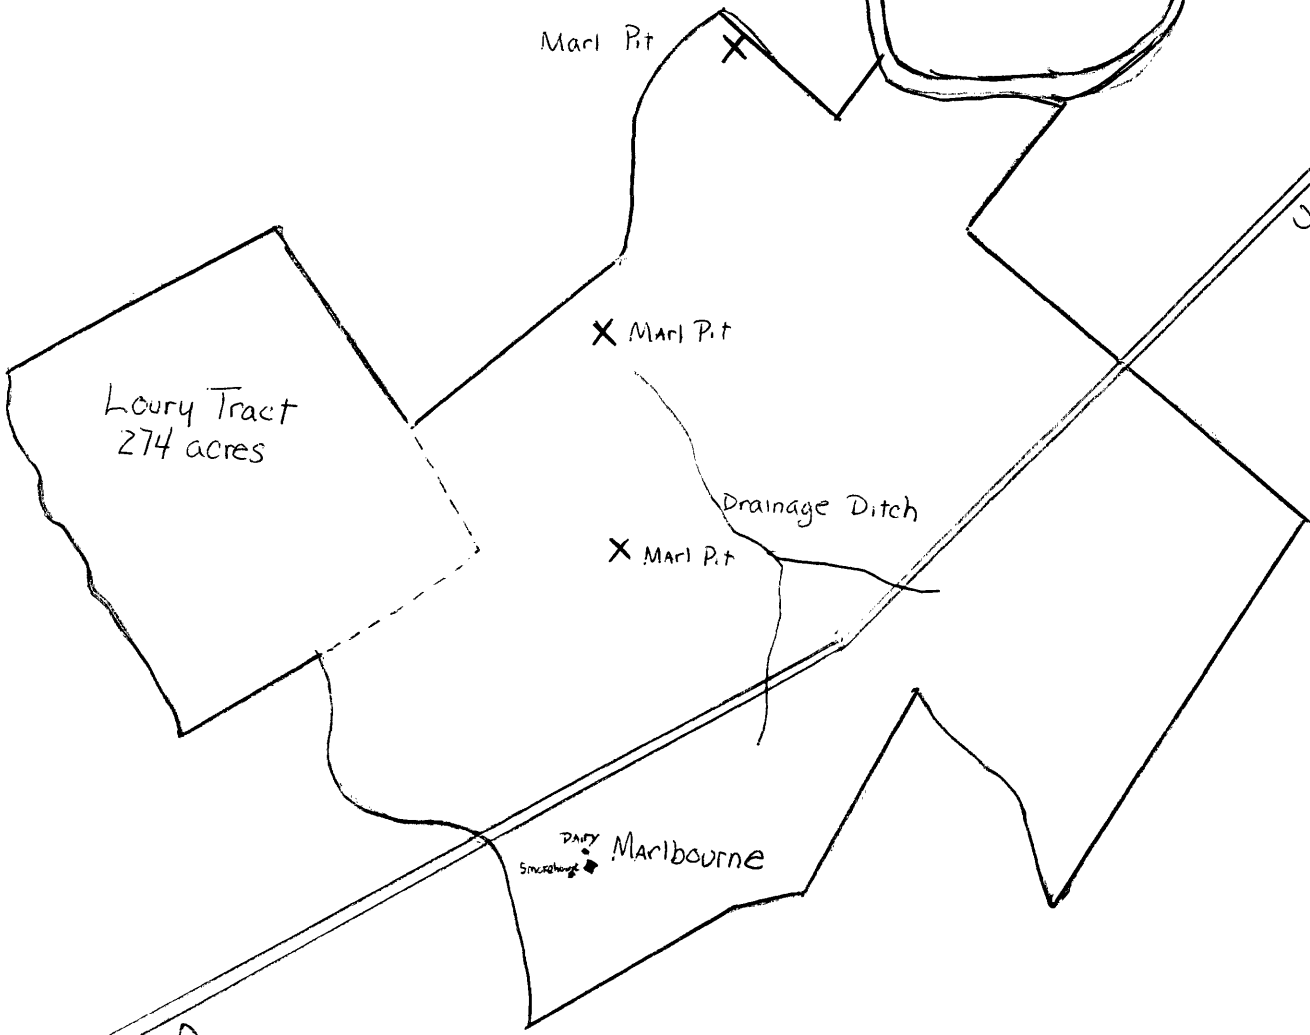 Marl Pit
Marl Pit
Loury Tract
274 acres
Drainage Ditch
Marl Pit
Dairy
Marlbourne
Smokehouse